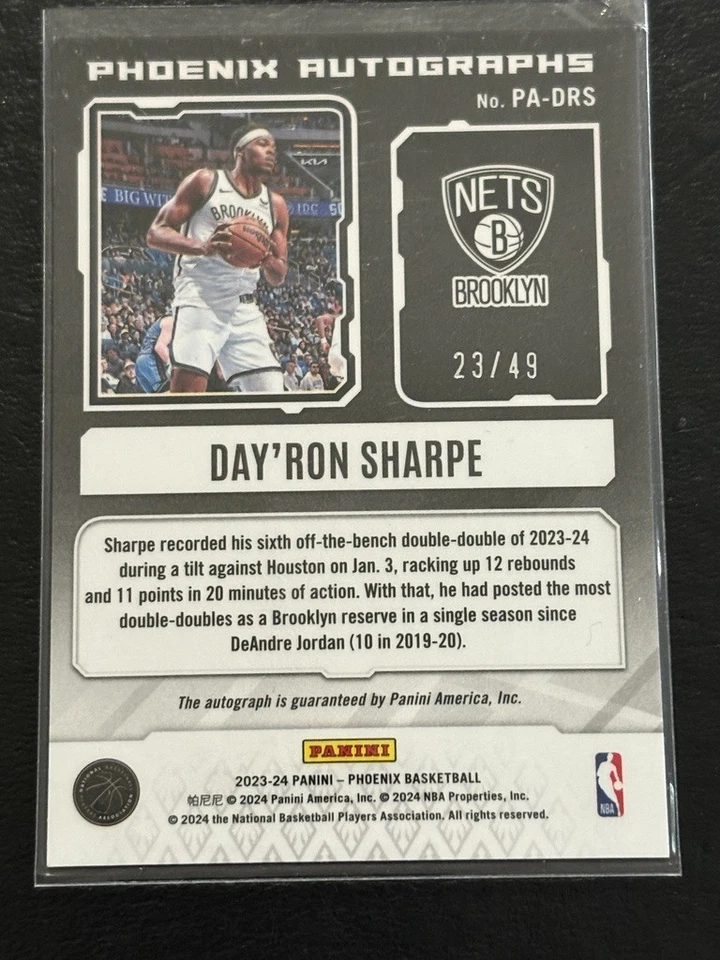 PHOENIX AUTOGRAPHS
No. PA-DRS
KIA
BIG WIT
BROOKLYN
NETS
B
BROOKLYN
23/49
DAY'RON SHARPE
Sharpe recorded his sixth off-the-bench double-double of 2023-24
during a tilt against Houston on Jan. 3, racking up 12 rebounds
and 11 points in 20 minutes of action. With that, he had posted the most
double-doubles as a Brooklyn reserve in a single season since
DeAndre Jordan (10 in 2019-20).
The autograph is guaranteed by Panini America, Inc.
PANINI
2023-24 PANINI – PHOENIX BASKETBALL
帕尼尼 © 2024 Panini America, Inc. © 2024 NBA Properties, Inc.
© 2024 the National Basketball Players Association. All rights reserved.
NBA